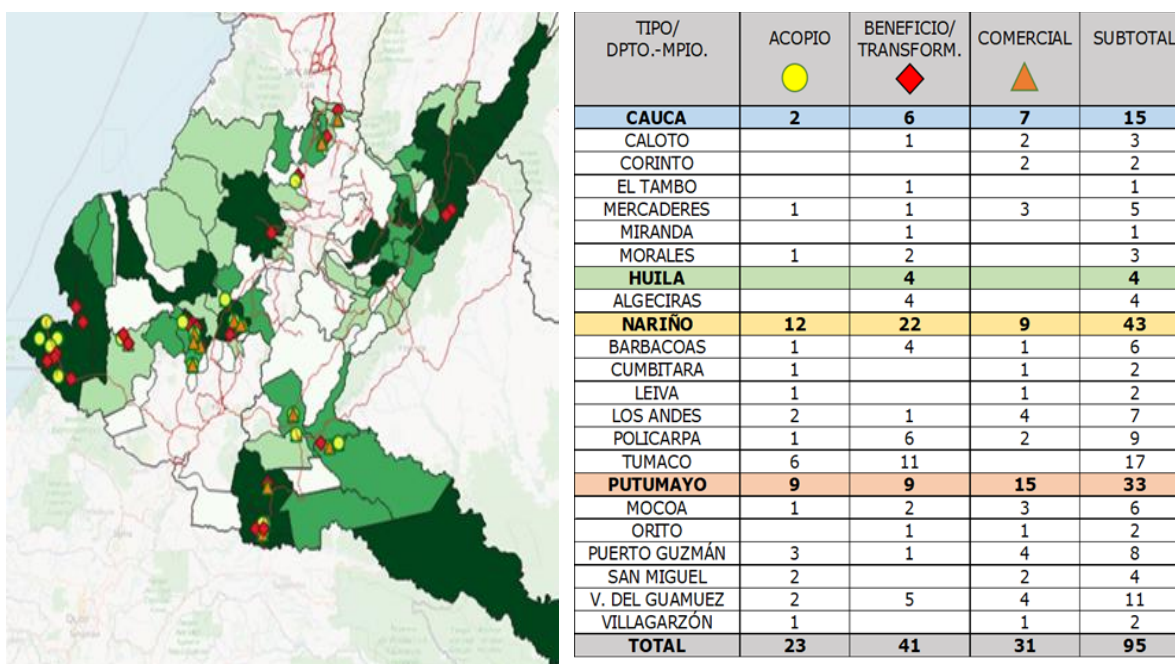 TIPO/
DPTO.-MPIO.
ACOPIO
BENEFICIO/
TRANSFORM.
COMERCIAL
SUBTOTAL
CAUCA 2 6 7 15
CALOTO 1 2 3
CORINTO 2 2
EL TAMBO 1 1
MERCADERES 1 1 3 5
MIRANDA 1 1
MORALES 1 2 3
HUILA 4 4
ALGECIRAS 4 4
NARIÑO 12 22 9 43
BARBACOAS 1 4 1 6
CUMBITARA 1 1 2
LEIVA 1 1 2
LOS ANDES 2 1 4 7
POLICARPA 1 6 2 9
TUMACO 6 11 17
PUTUMAYO 9 9 15 33
MOCOA 1 2 3 6
ORITO 1 1 2
PUERTO GUZMÁN 3 1 4 8
SAN MIGUEL 2 2 4
V. DEL GUAMUEZ 2 5 4 11
VILLAGARZÓN 1 1 2
TOTAL 23 41 31 95